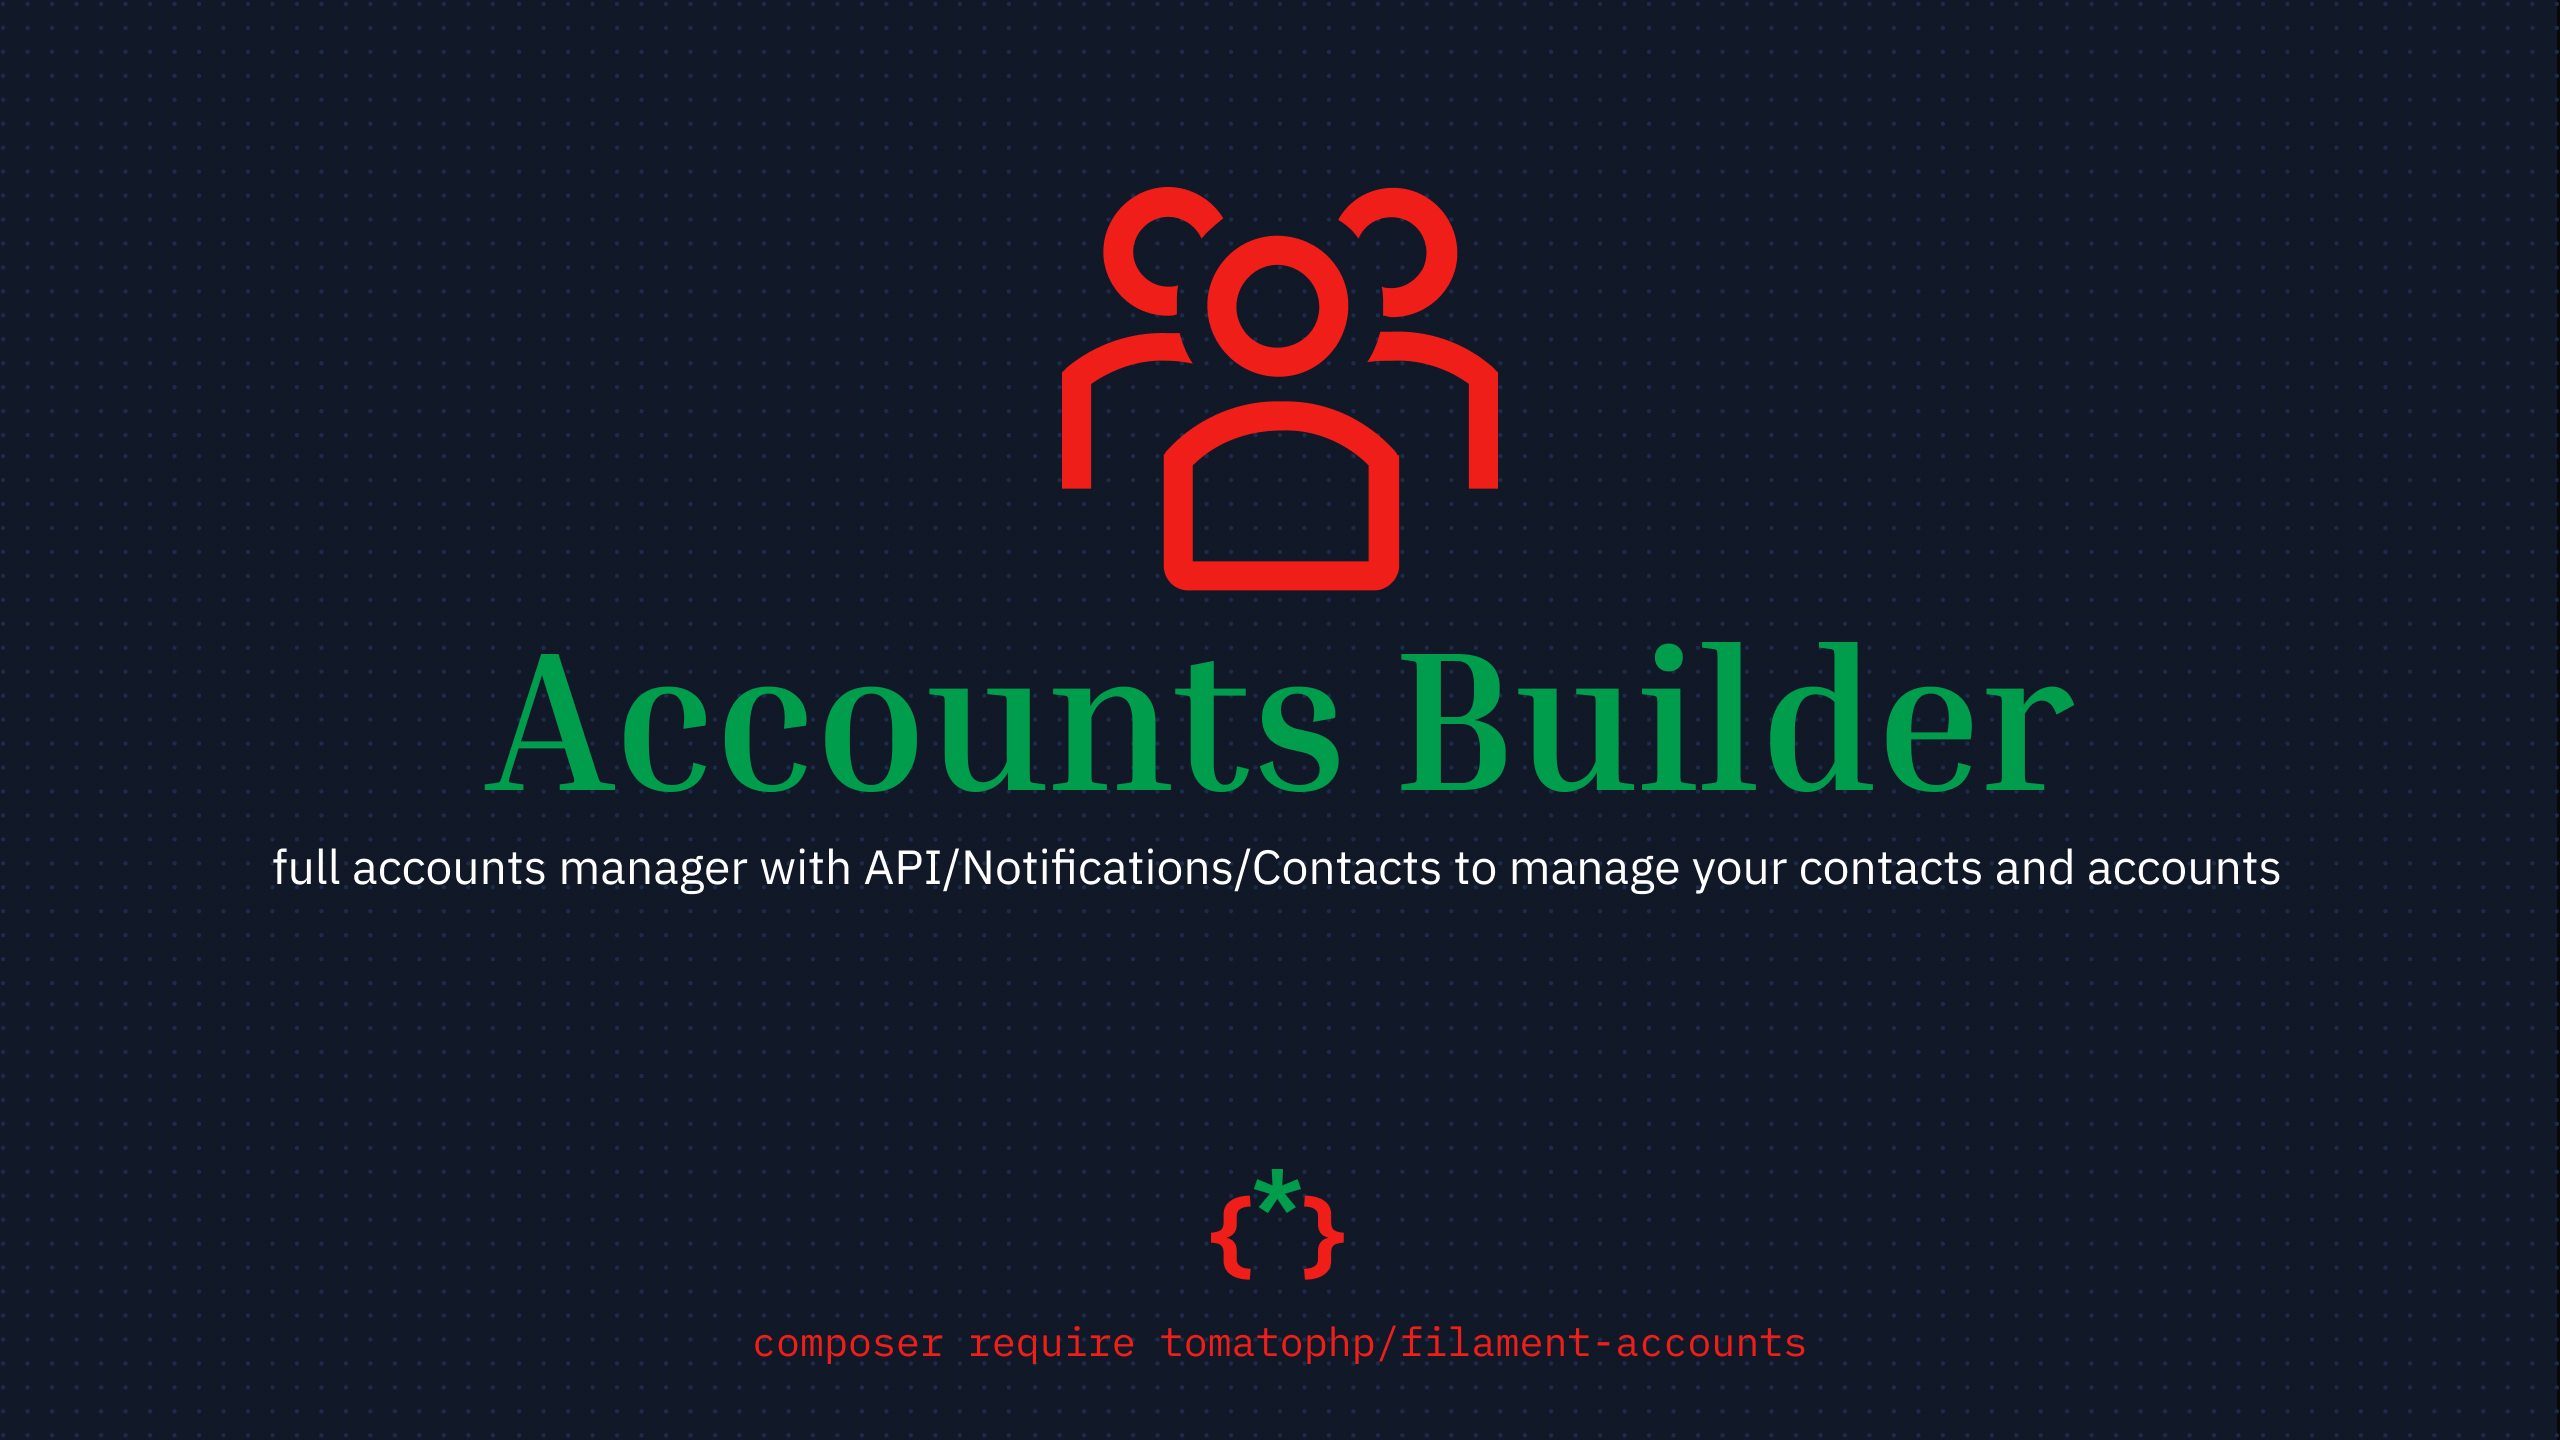 Accounts Builder
full accounts manager with API/Notifications/Contacts to manage your contacts and accounts
{*}
composer require tomatophp/filament-accounts